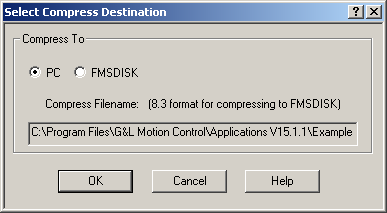 Select Compress Destination
Compress To
PC FMSDISK
Compress Filename: (8.3 format for compressing to FMSDISK)
C:\Program Files\G&L Motion Control\Applications V15.1.1\Example
OK Cancel Help